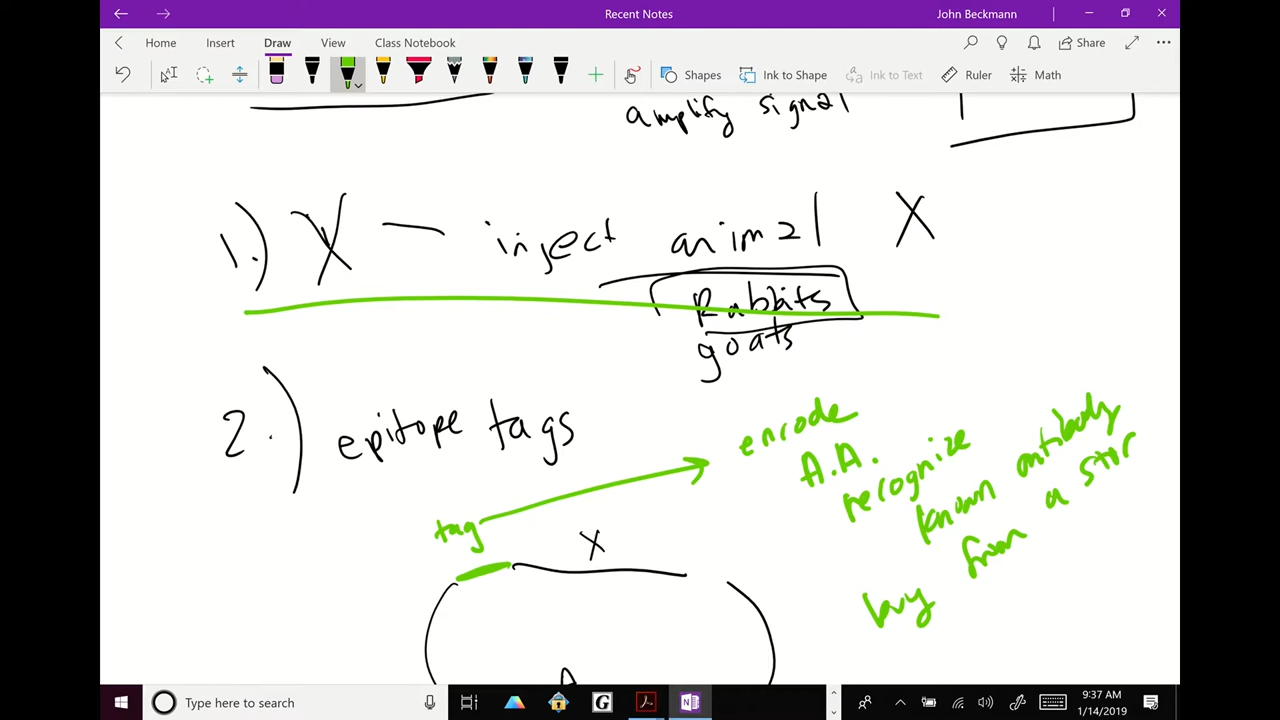 Recent Notes
John Beckmann
Home Insert Draw View Class Notebook
Share
Shapes Ink to Shape Ink to Text Ruler Math
amplify signal
1.) X — inject animal X
Rabbits
goats
2.) epitope tags
encode
A.A.
recognize
known antibody
from a stor
buy
tag
X
Type here to search
9:37 AM
1/14/2019